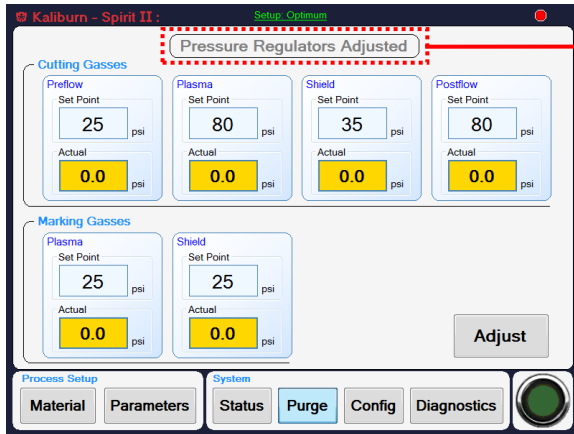 Kaliburn - Spirit II :
Setup: Optimum
Pressure Regulators Adjusted
Cutting Gasses
Preflow Plasma Shield Postflow
Set Point Set Point Set Point Set Point
25 psi 80 psi 35 psi 80 psi
Actual Actual Actual Actual
0.0 psi 0.0 psi 0.0 psi 0.0 psi
Marking Gasses
Plasma Shield
Set Point Set Point
25 psi 25 psi
Actual Actual
0.0 psi 0.0 psi
Adjust
Process Setup System
Material Parameters Status Purge Config Diagnostics